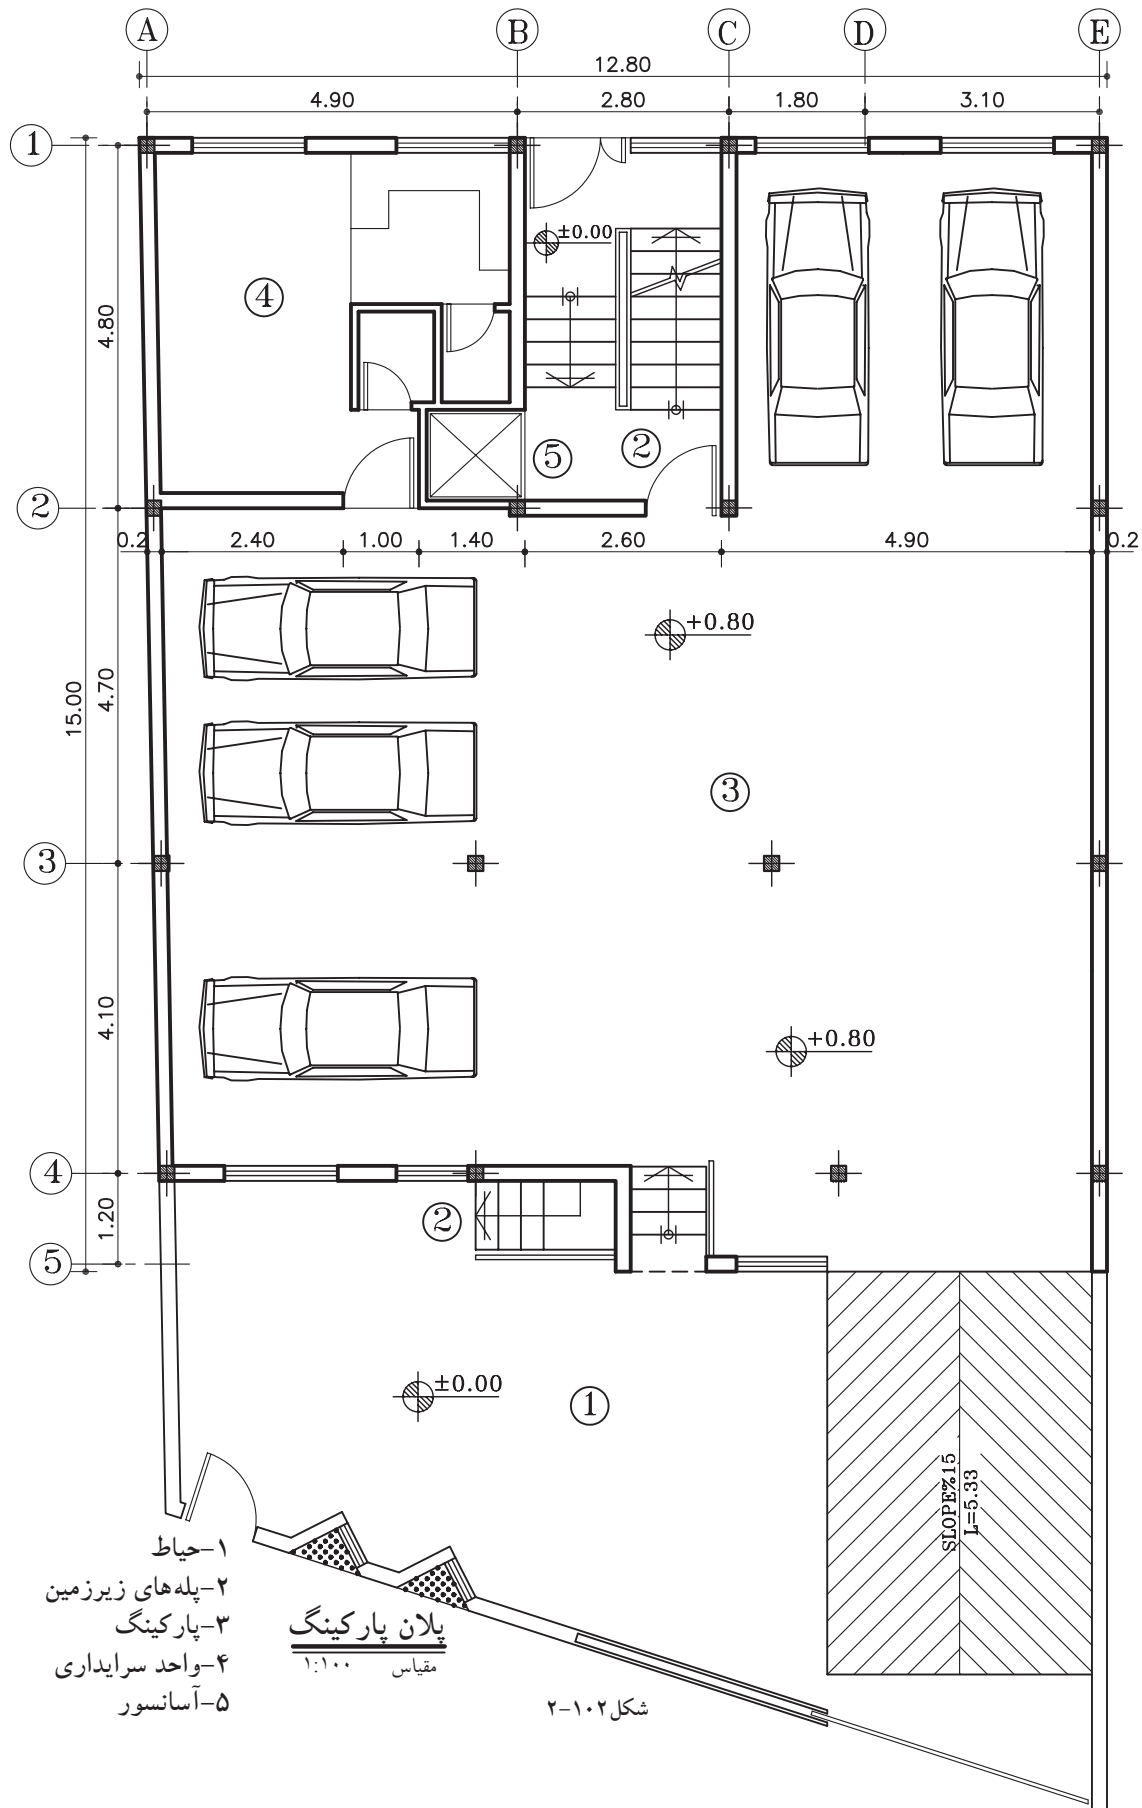 A B C D E
12.80
4.90 2.80 1.80 3.10
1
±0.00
4
4.80
5 2
2
0.2 2.40 1.00 1.40 2.60 4.90 0.2
+0.80
4.70
15.00
3
3
4.10
+0.80
4
1.20
2
5
±0.00
1
SLOPE%15
L=5.33
۱-حیاط
۲-پله‌های زیرزمین
۳-پارکینگ
۴-واحد سرایداری
۵-آسانسور
پلان پارکینگ
مقیاس ۱:۱۰۰
شکل ۱۰۲-۲